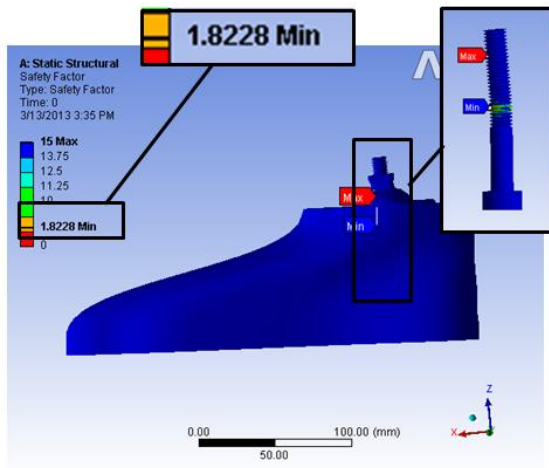 1.8228 Min
A: Static Structural
Safety Factor
Type: Safety Factor
Time: 0
3/13/2013 3:35 PM
15 Max
13.75
12.5
11.25
10
1.8228 Min
0
Max
Min
Max
Min
Z
X
0.00
100.00 (mm)
50.00